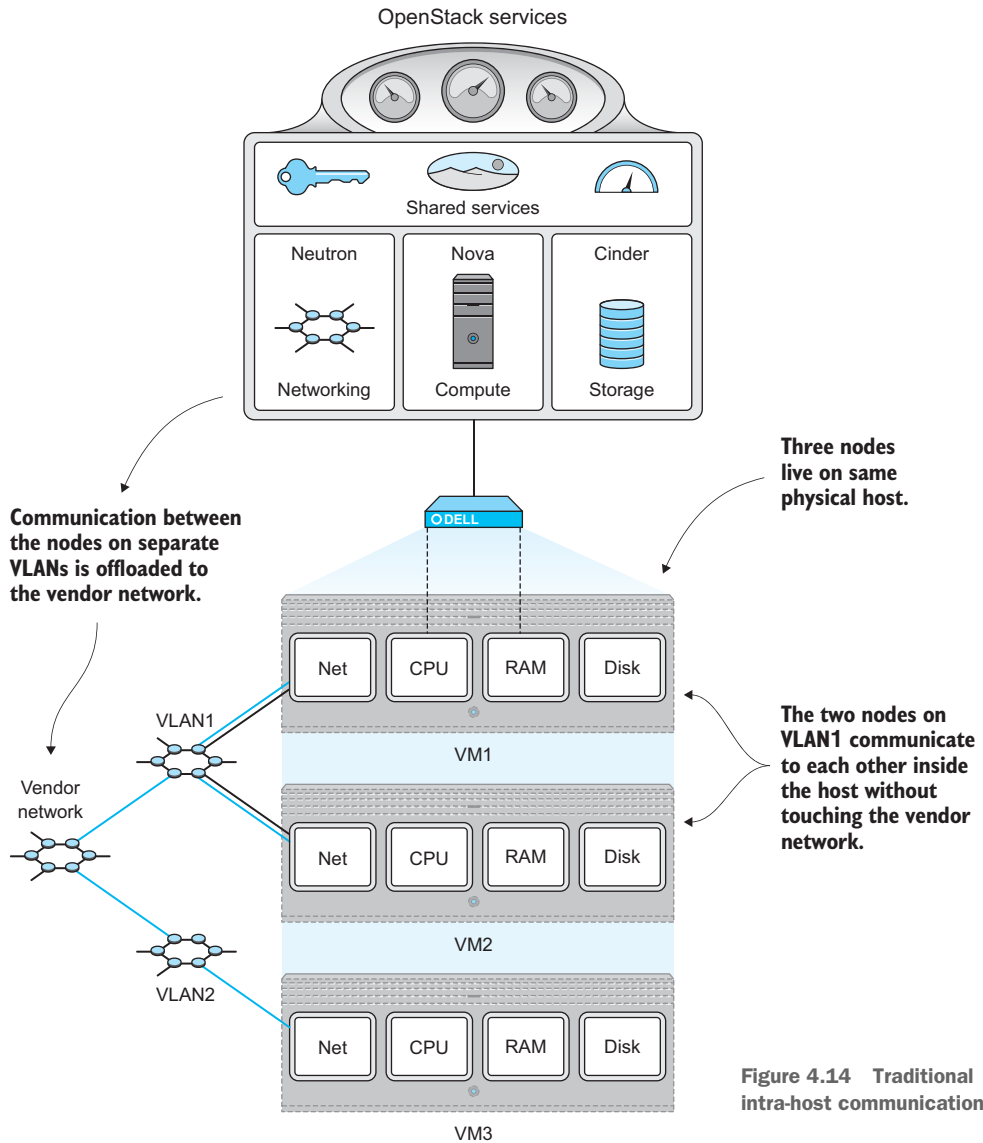 OpenStack services
Shared services
Neutron
Nova
Cinder
Networking
Compute
Storage
Three nodes
live on same
physical host.
Communication between
the nodes on separate
VLANs is offloaded to
the vendor network.
DELL
Net
CPU
RAM
Disk
VLAN1
VM1
The two nodes on
VLAN1 communicate
to each other inside
the host without
touching the vendor
network.
Vendor
network
Net
CPU
RAM
Disk
VM2
VLAN2
Net
CPU
RAM
Disk
VM3
Figure 4.14 Traditional
intra-host communication